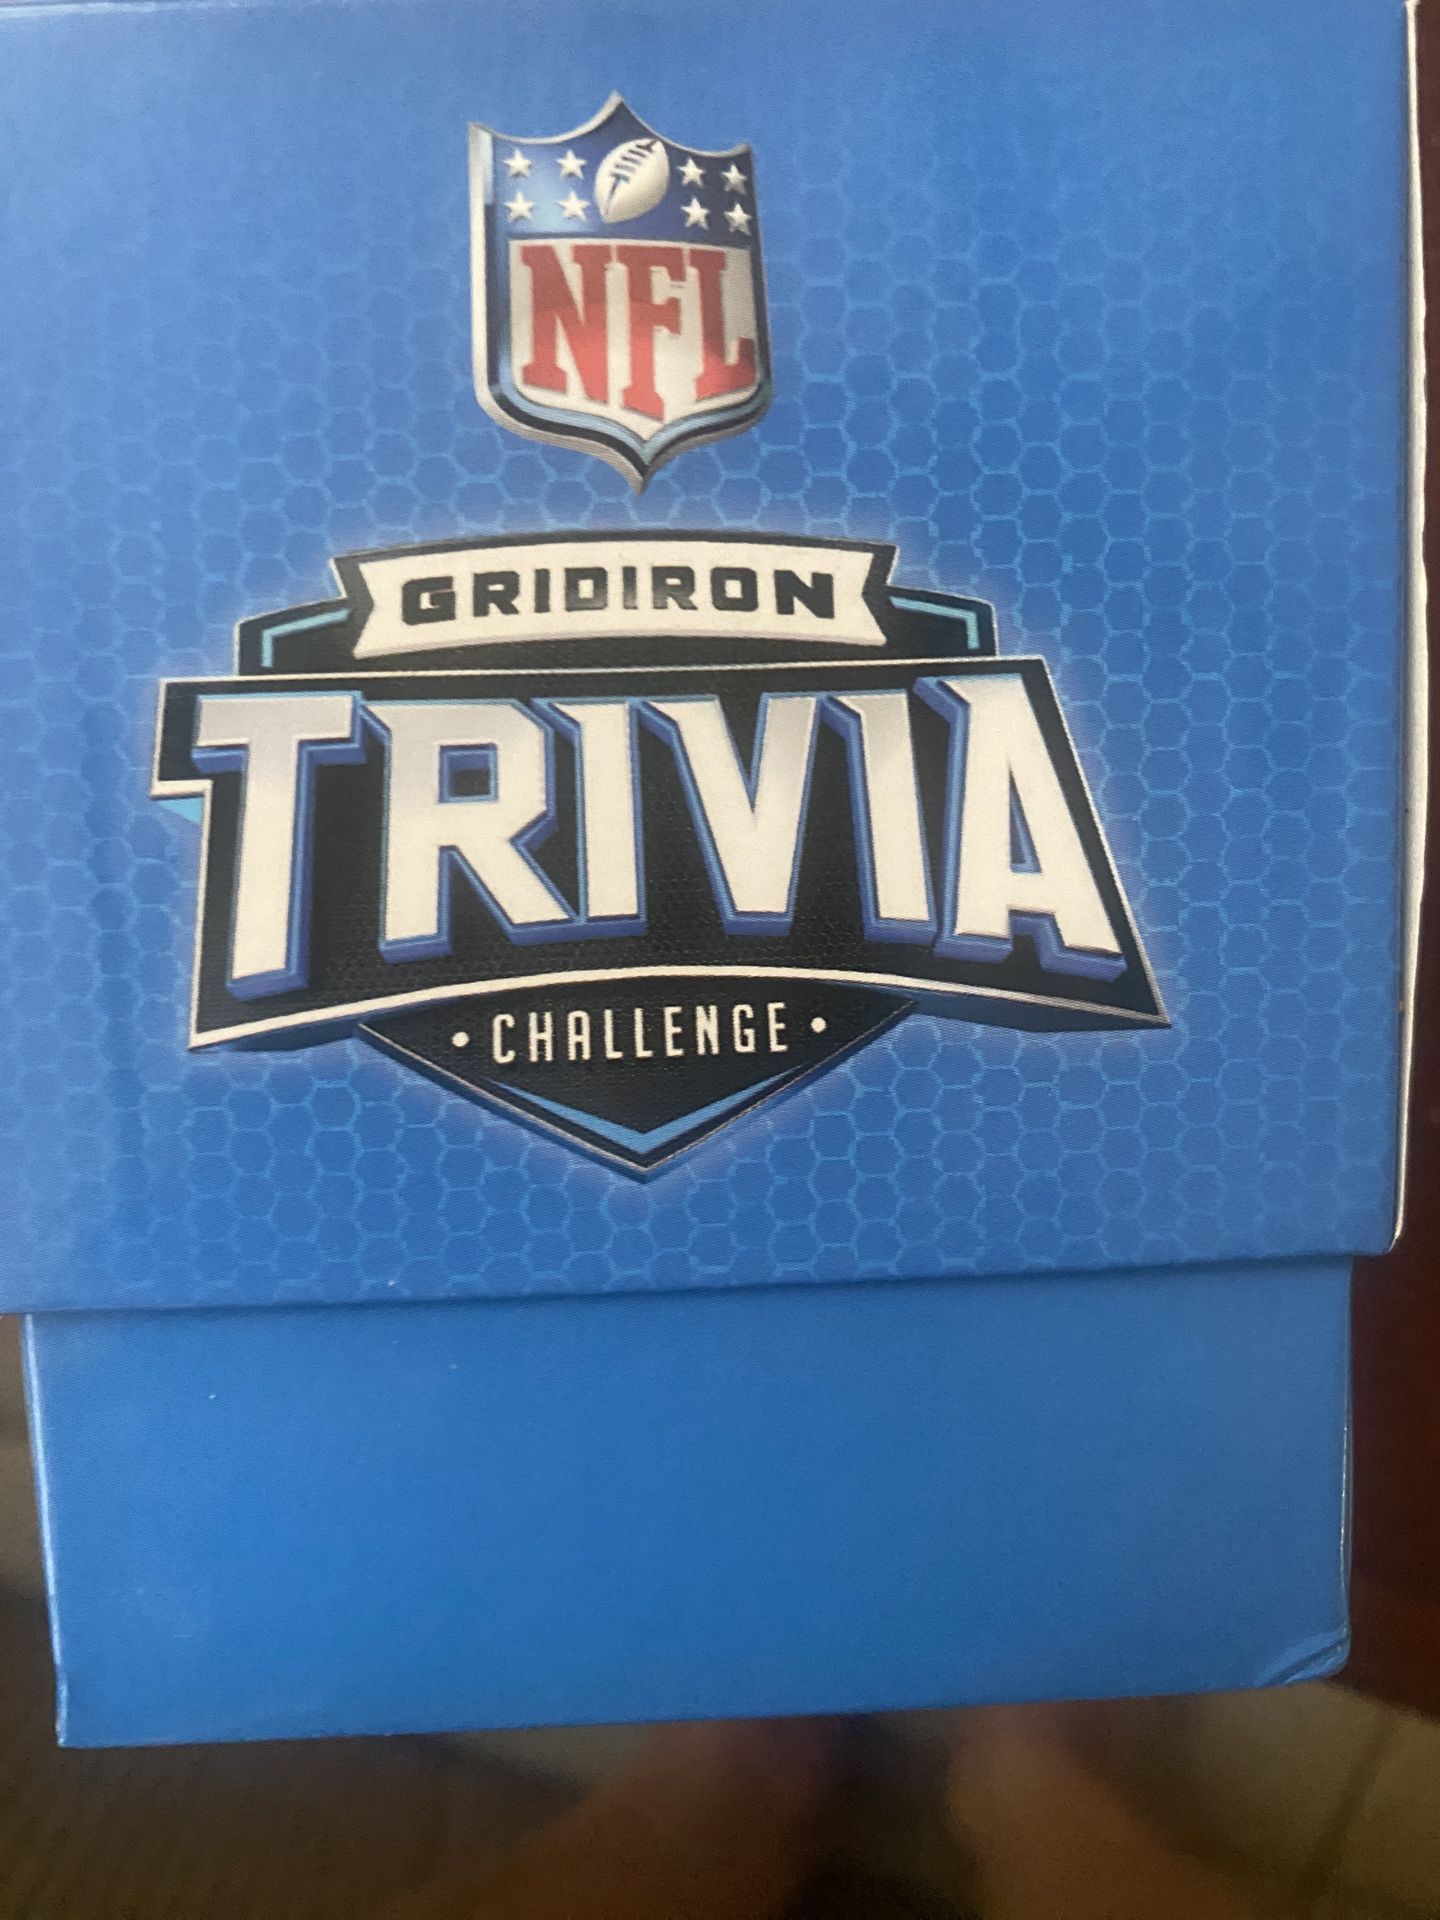 NFL
GRIDIRON
TRIVIA
• CHALLENGE •